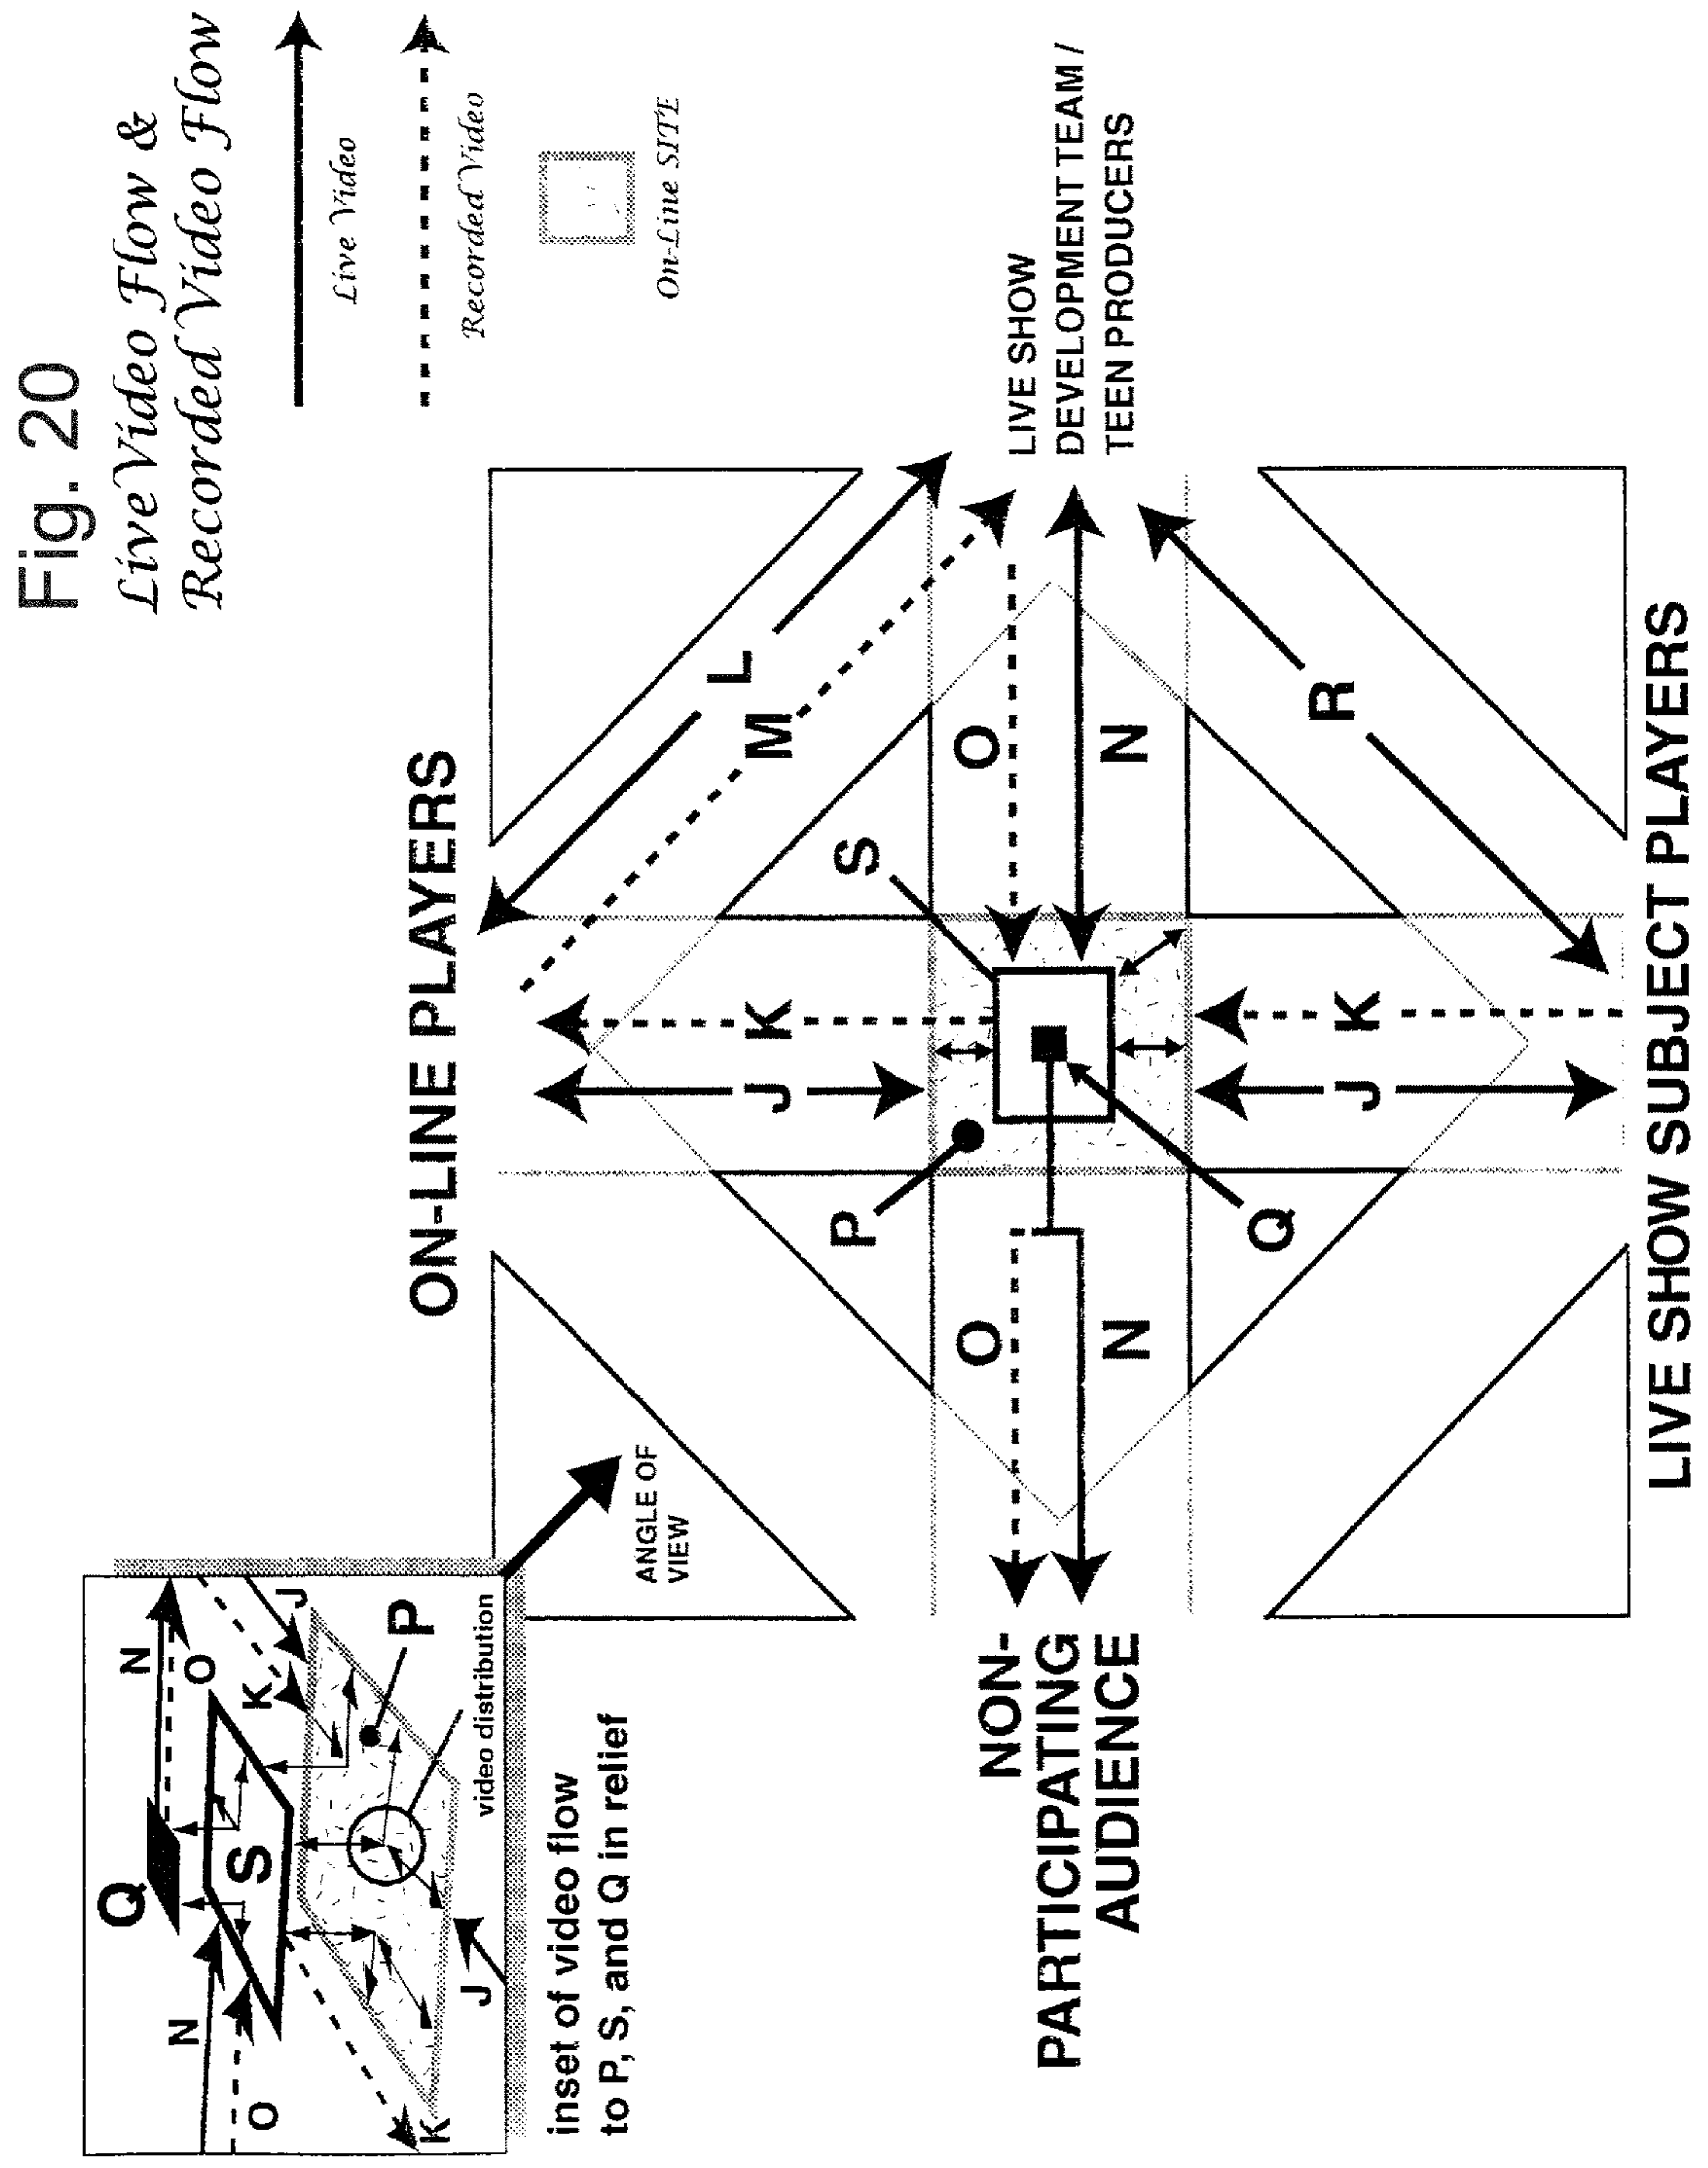 Fig. 20
Live Video Flow &
Recorded Video Flow
Live Video
Recorded Video
On-Line SITE
ON-LINE PLAYERS
LIVE SHOW
DEVELOPMENT TEAM /
TEEN PRODUCERS
L
M
J
K
S
P
O
N
O
N
Q
J
K
R
NON-
PARTICIPATING
AUDIENCE
LIVE SHOW SUBJECT PLAYERS
ANGLE OF
VIEW
Q
N
O
S
N
O
K
J
P
K
J
video distribution
inset of video flow
to P, S, and Q in relief